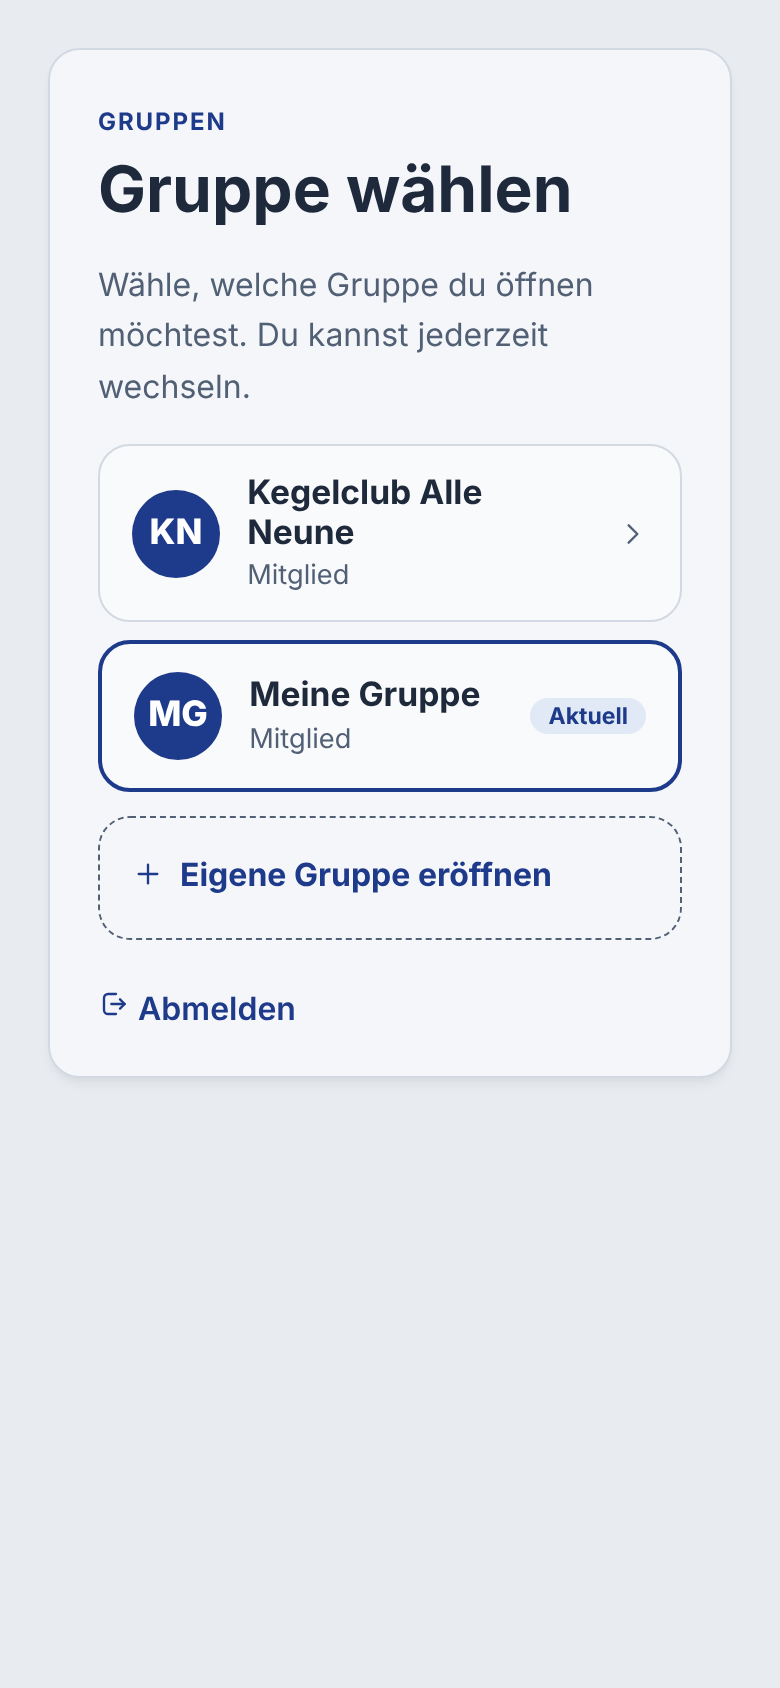 GRUPPEN
Gruppe wählen
Wähle, welche Gruppe du öffnen
möchtest. Du kannst jederzeit
wechseln.
KN
Kegelclub Alle
Neune
Mitglied
MG
Meine Gruppe
Mitglied
Aktuell
Eigene Gruppe eröffnen
Abmelden